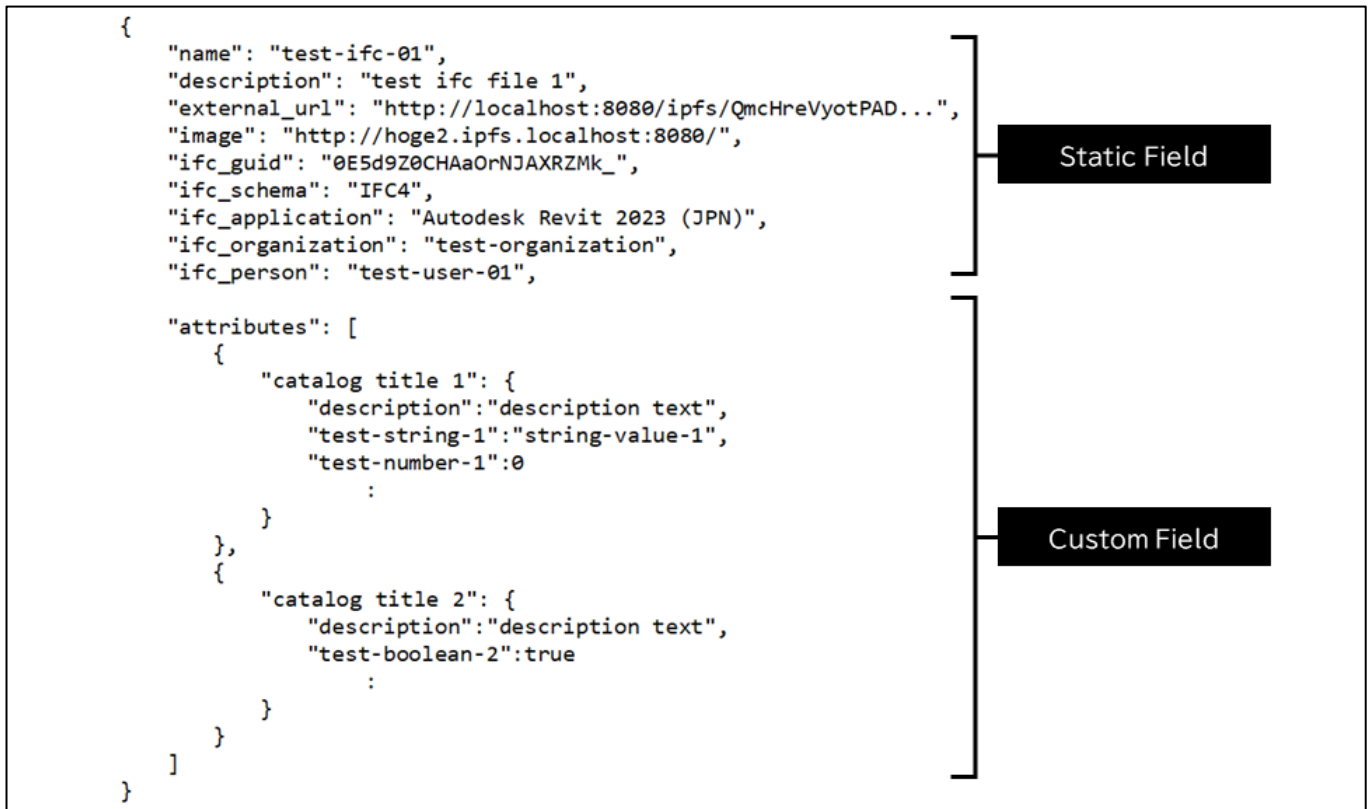 {
"name": "test-ifc-01",
"description": "test ifc file 1",
"external_url": "http://localhost:8080/ipfs/QmcHreVyotPAD...",
"image": "http://hoge2.ipfs.localhost:8080/",
"ifc_guid": "0E5d9Z0CHAaOrNJAXRZMk_",
"ifc_schema": "IFC4",
"ifc_application": "Autodesk Revit 2023 (JPN)",
"ifc_organization": "test-organization",
"ifc_person": "test-user-01",
Static Field
"attributes": [
{
"catalog title 1": {
"description":"description text",
"test-string-1":"string-value-1",
"test-number-1":0
:
}
},
{
"catalog title 2": {
"description":"description text",
"test-boolean-2":true
:
}
}
]
}
Custom Field